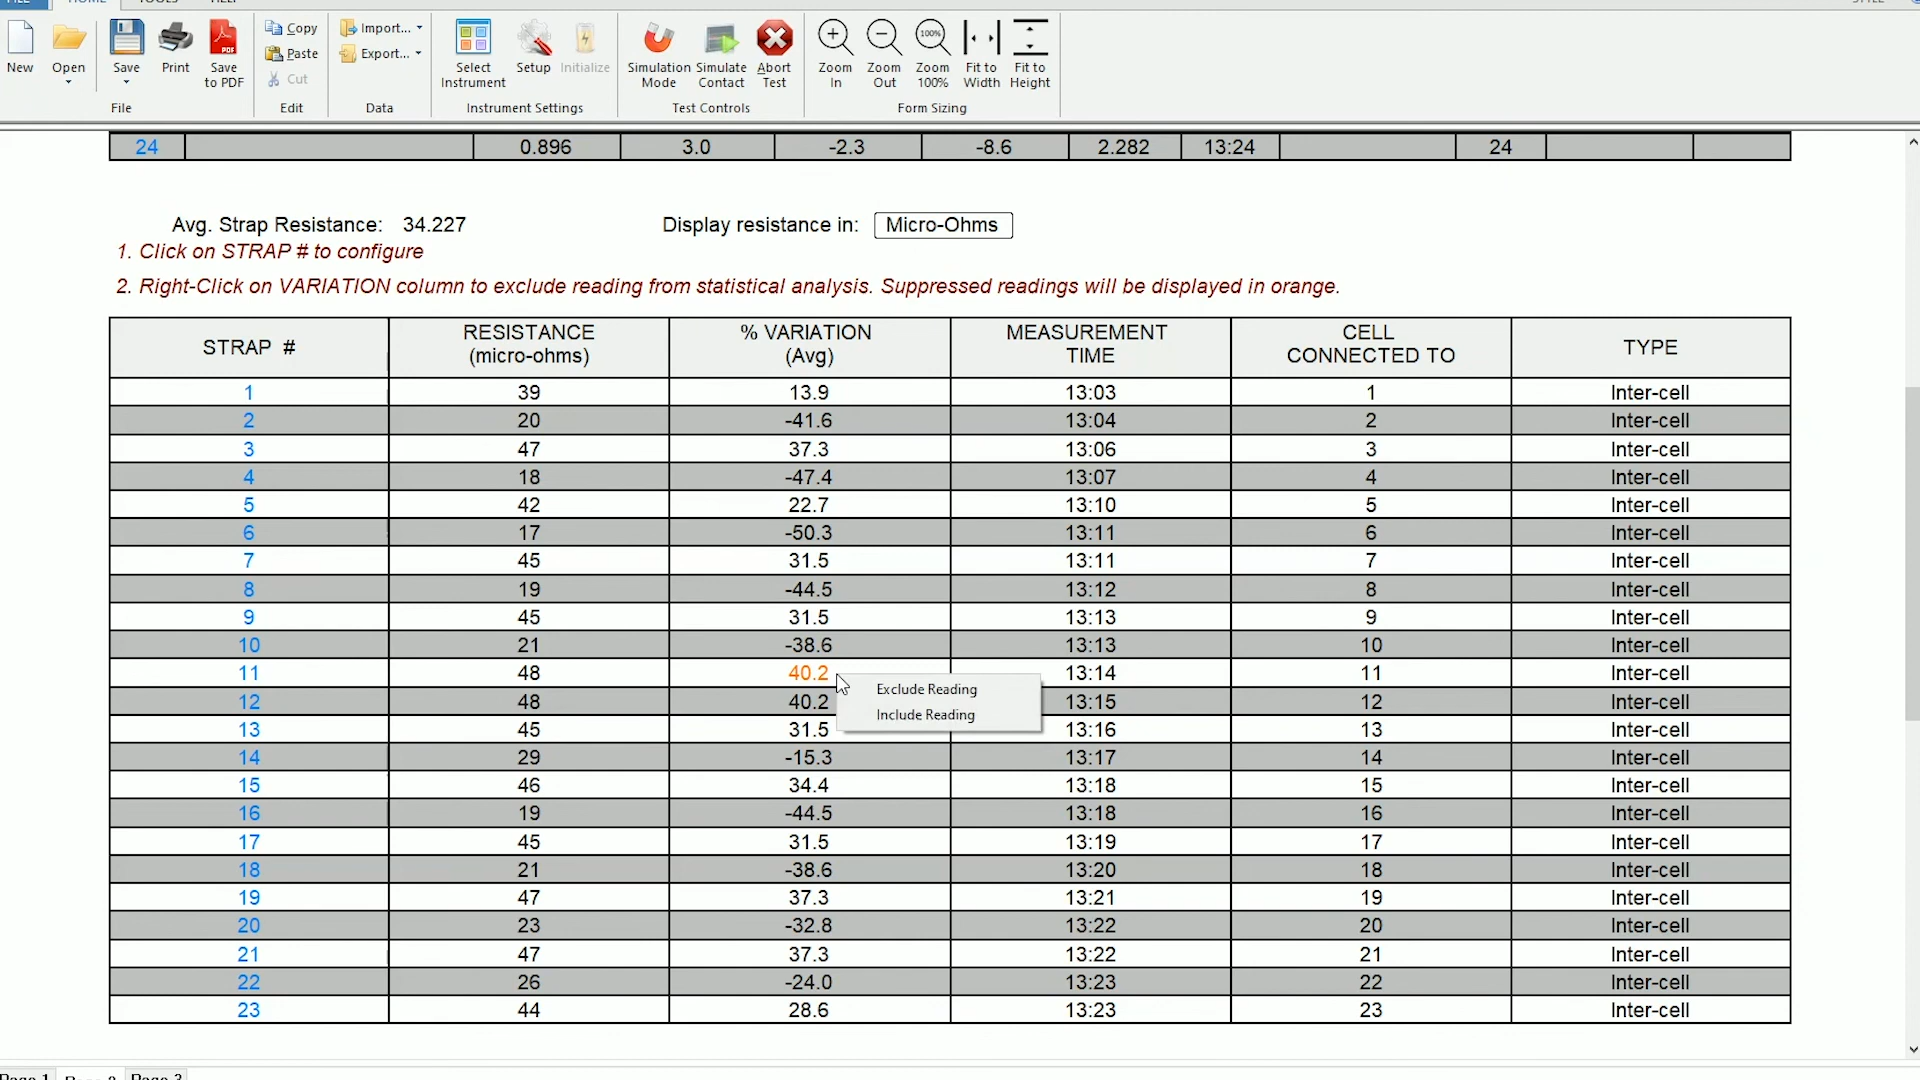 FILE HOME TOOLS HELP STYLE
New Open Save Print Save to PDF
Copy Paste Cut
Import... Export...
Select Instrument Setup Initialize
Simulation Mode Simulate Contact Abort Test
Zoom In Zoom Out Zoom 100% Fit to Width Fit to Height
File Edit Data Instrument Settings Test Controls Form Sizing
24 0.896 3.0 -2.3 -8.6 2.282 13:24 24
Avg. Strap Resistance: 34.227 Display resistance in: Micro-Ohms
1. Click on STRAP # to configure
2. Right-Click on VARIATION column to exclude reading from statistical analysis. Suppressed readings will be displayed in orange.
STRAP # RESISTANCE (micro-ohms) % VARIATION (Avg) MEASUREMENT TIME CELL CONNECTED TO TYPE
1 39 13.9 13:03 1 Inter-cell
2 20 -41.6 13:04 2 Inter-cell
3 47 37.3 13:06 3 Inter-cell
4 18 -47.4 13:07 4 Inter-cell
5 42 22.7 13:10 5 Inter-cell
6 17 -50.3 13:11 6 Inter-cell
7 45 31.5 13:11 7 Inter-cell
8 19 -44.5 13:12 8 Inter-cell
9 45 31.5 13:13 9 Inter-cell
10 21 -38.6 13:13 10 Inter-cell
11 48 40.2 13:14 11 Inter-cell
Exclude Reading
12 48 40.2 13:15 12 Inter-cell
Include Reading
13 45 31.5 13:16 13 Inter-cell
14 29 -15.3 13:17 14 Inter-cell
15 46 34.4 13:18 15 Inter-cell
16 19 -44.5 13:18 16 Inter-cell
17 45 31.5 13:19 17 Inter-cell
18 21 -38.6 13:20 18 Inter-cell
19 47 37.3 13:21 19 Inter-cell
20 23 -32.8 13:22 20 Inter-cell
21 47 37.3 13:22 21 Inter-cell
22 26 -24.0 13:23 22 Inter-cell
23 44 28.6 13:23 23 Inter-cell
Page 1 Page 2 Page 3